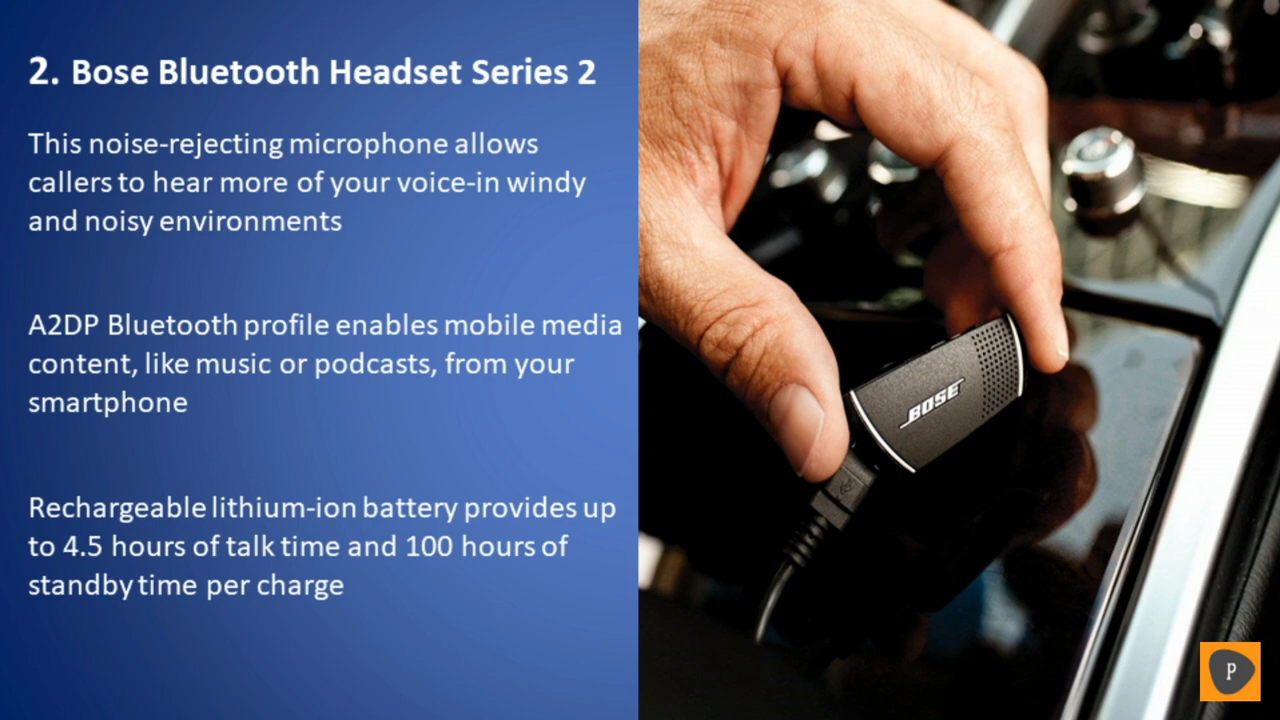 2. Bose Bluetooth Headset Series 2
This noise-rejecting microphone allows
callers to hear more of your voice-in windy
and noisy environments
A2DP Bluetooth profile enables mobile media
content, like music or podcasts, from your
smartphone
Rechargeable lithium-ion battery provides up
to 4.5 hours of talk time and 100 hours of
standby time per charge
BOSE
P